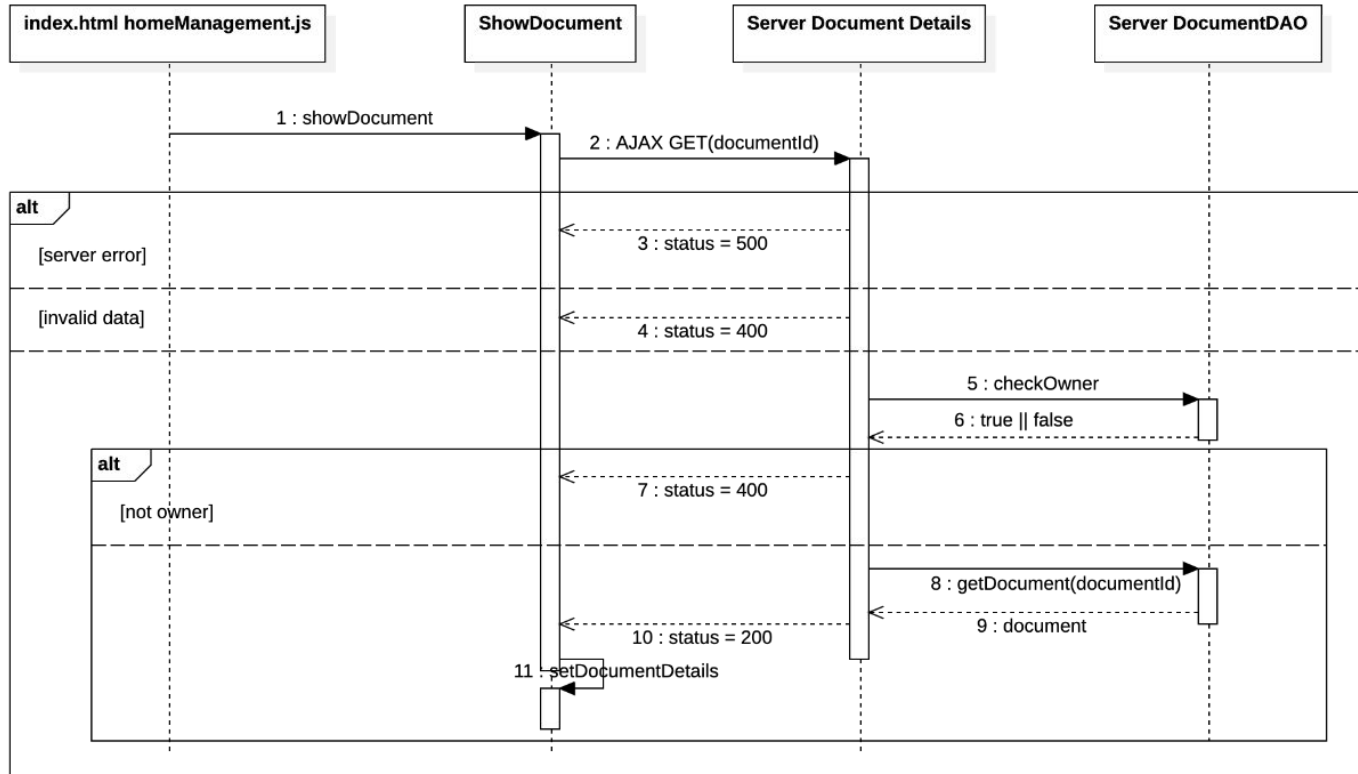 index.html homeManagement.js
ShowDocument
Server Document Details
Server DocumentDAO
1 : showDocument
2 : AJAX GET(documentId)
alt
3 : status = 500
[server error]
[invalid data]
4 : status = 400
5 : checkOwner
6 : true || false
alt
7 : status = 400
[not owner]
8 : getDocument(documentId)
9 : document
10 : status = 200
11 : setDocumentDetails